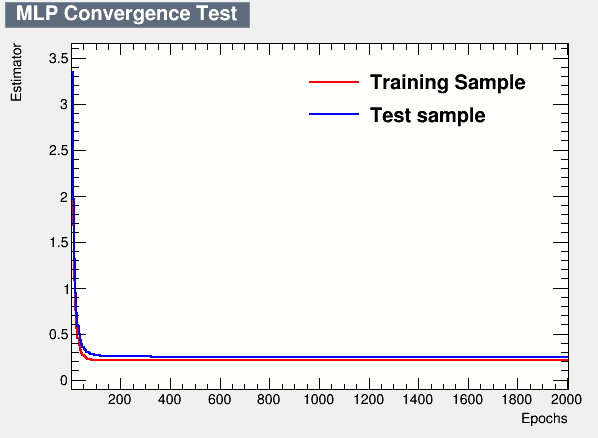 MLP Convergence Test
Estimator
3.5
3
2.5
2
1.5
1
0.5
0
Training Sample
Test sample
200 400 600 800 1000 1200 1400 1600 1800 2000
Epochs